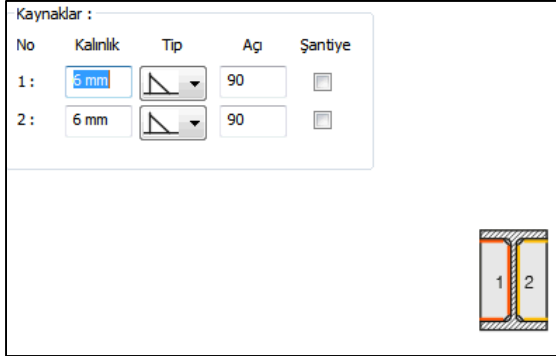 Kaynaklar :
No Kalınlık Tip Açı Şantiye
1 : 6 mm 90
2 : 6 mm 90
1 2